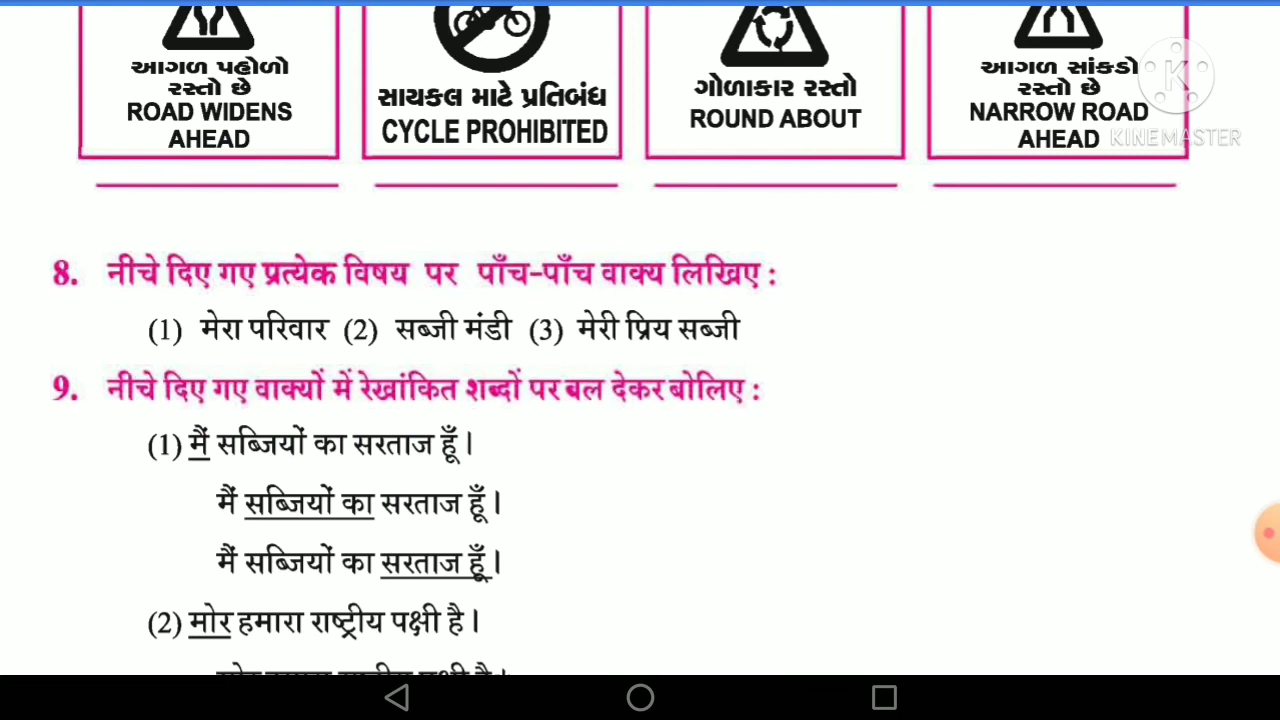 આગળ પહોળો
રસ્તો છે
ROAD WIDENS
AHEAD
સાયકલ માટે પ્રતિબંધ
CYCLE PROHIBITED
ગોળાકાર રસ્તો
ROUND ABOUT
આગળ સાંકડો
રસ્તો છે
NARROW ROAD
AHEAD
K
KINEMASTER
8. नीचे दिए गए प्रत्येक विषय पर पाँच-पाँच वाक्य लिखिए :
(1) मेरा परिवार (2) सब्जी मंडी (3) मेरी प्रिय सब्जी
9. नीचे दिए गए वाक्यों में रेखांकित शब्दों पर बल देकर बोलिए :
(1) मैं सब्जियों का सरताज हूँ।
मैं सब्जियों का सरताज हूँ।
मैं सब्जियों का सरताज हूँ।
(2) मोर हमारा राष्ट्रीय पक्षी है।